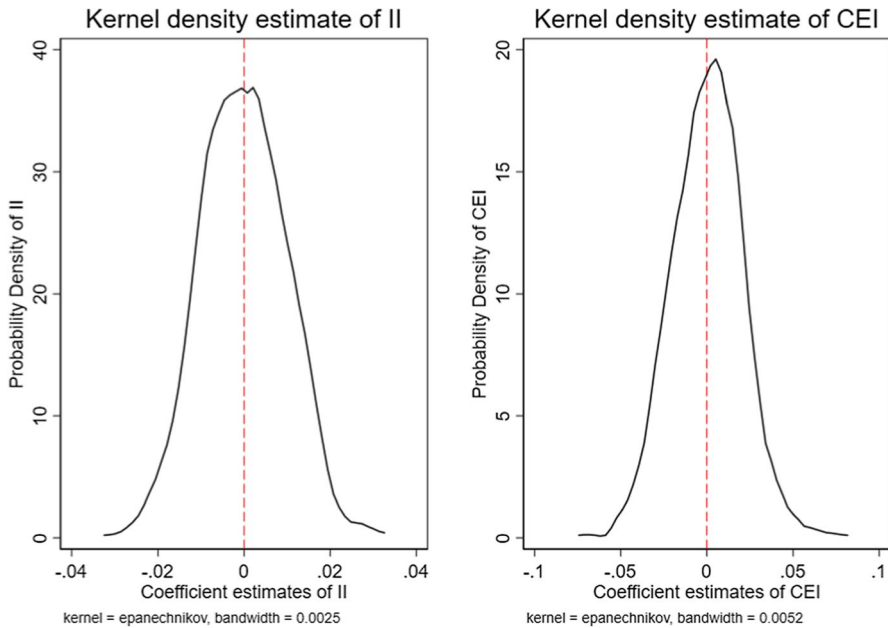 Kernel density estimate of II
Probability Density of II
40
30
20
10
0
-.04
-.02
0
.02
.04
Coefficient estimates of II
kernel = epanechnikov, bandwidth = 0.0025
Kernel density estimate of CEI
Probability Density of CEI
20
15
10
5
0
-.1
-.05
0
.05
.1
Coefficient estimates of CEI
kernel = epanechnikov, bandwidth = 0.0052